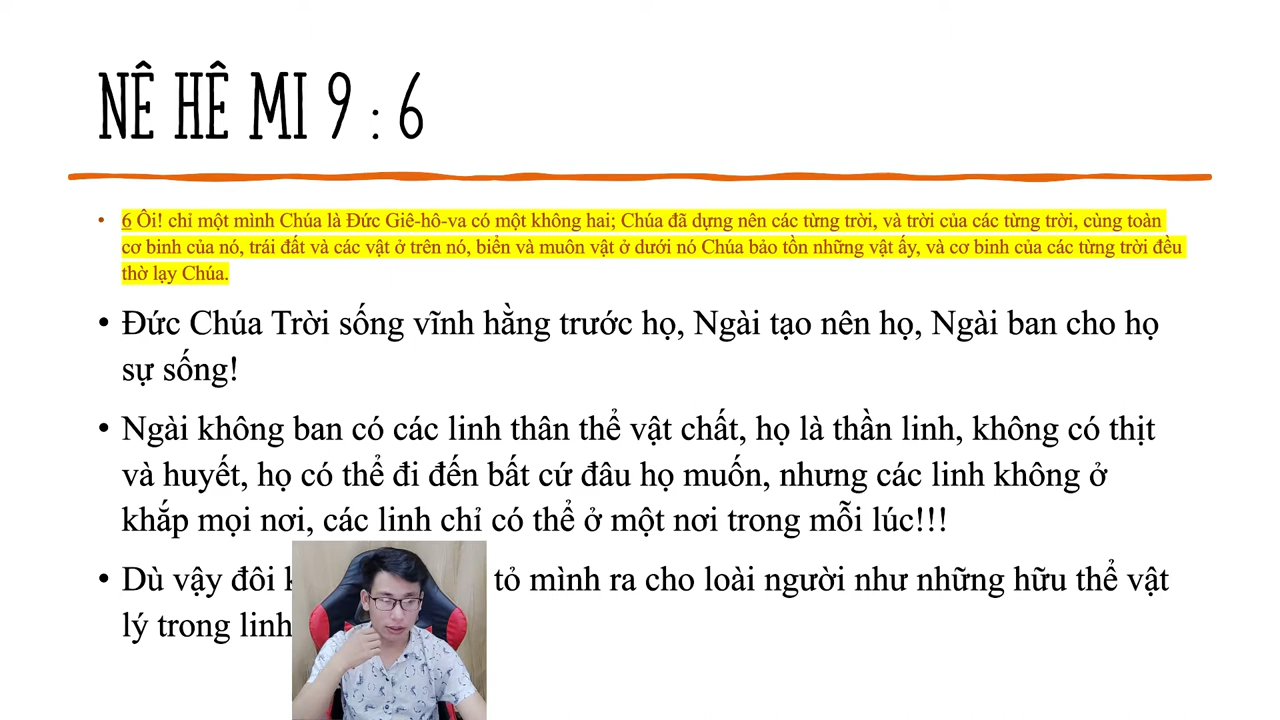 NÊ HÊ MI 9 : 6
• 6 Ôi! chỉ một mình Chúa là Đức Giê-hô-va có một không hai; Chúa đã dựng nên các từng trời, và trời của các từng trời, cùng toàn
cơ binh của nó, trái đất và các vật ở trên nó, biển và muôn vật ở dưới nó Chúa bảo tồn những vật ấy, và cơ binh của các từng trời đều
thờ lạy Chúa.
• Đức Chúa Trời sống vĩnh hằng trước họ, Ngài tạo nên họ, Ngài ban cho họ
sự sống!
• Ngài không ban có các linh thân thể vật chất, họ là thần linh, không có thịt
và huyết, họ có thể đi đến bất cứ đâu họ muốn, nhưng các linh không ở
khắp mọi nơi, các linh chỉ có thể ở một nơi trong mỗi lúc!!!
• Dù vậy đôi tỏ mình ra cho loài người như những hữu thể vật
lý trong linh